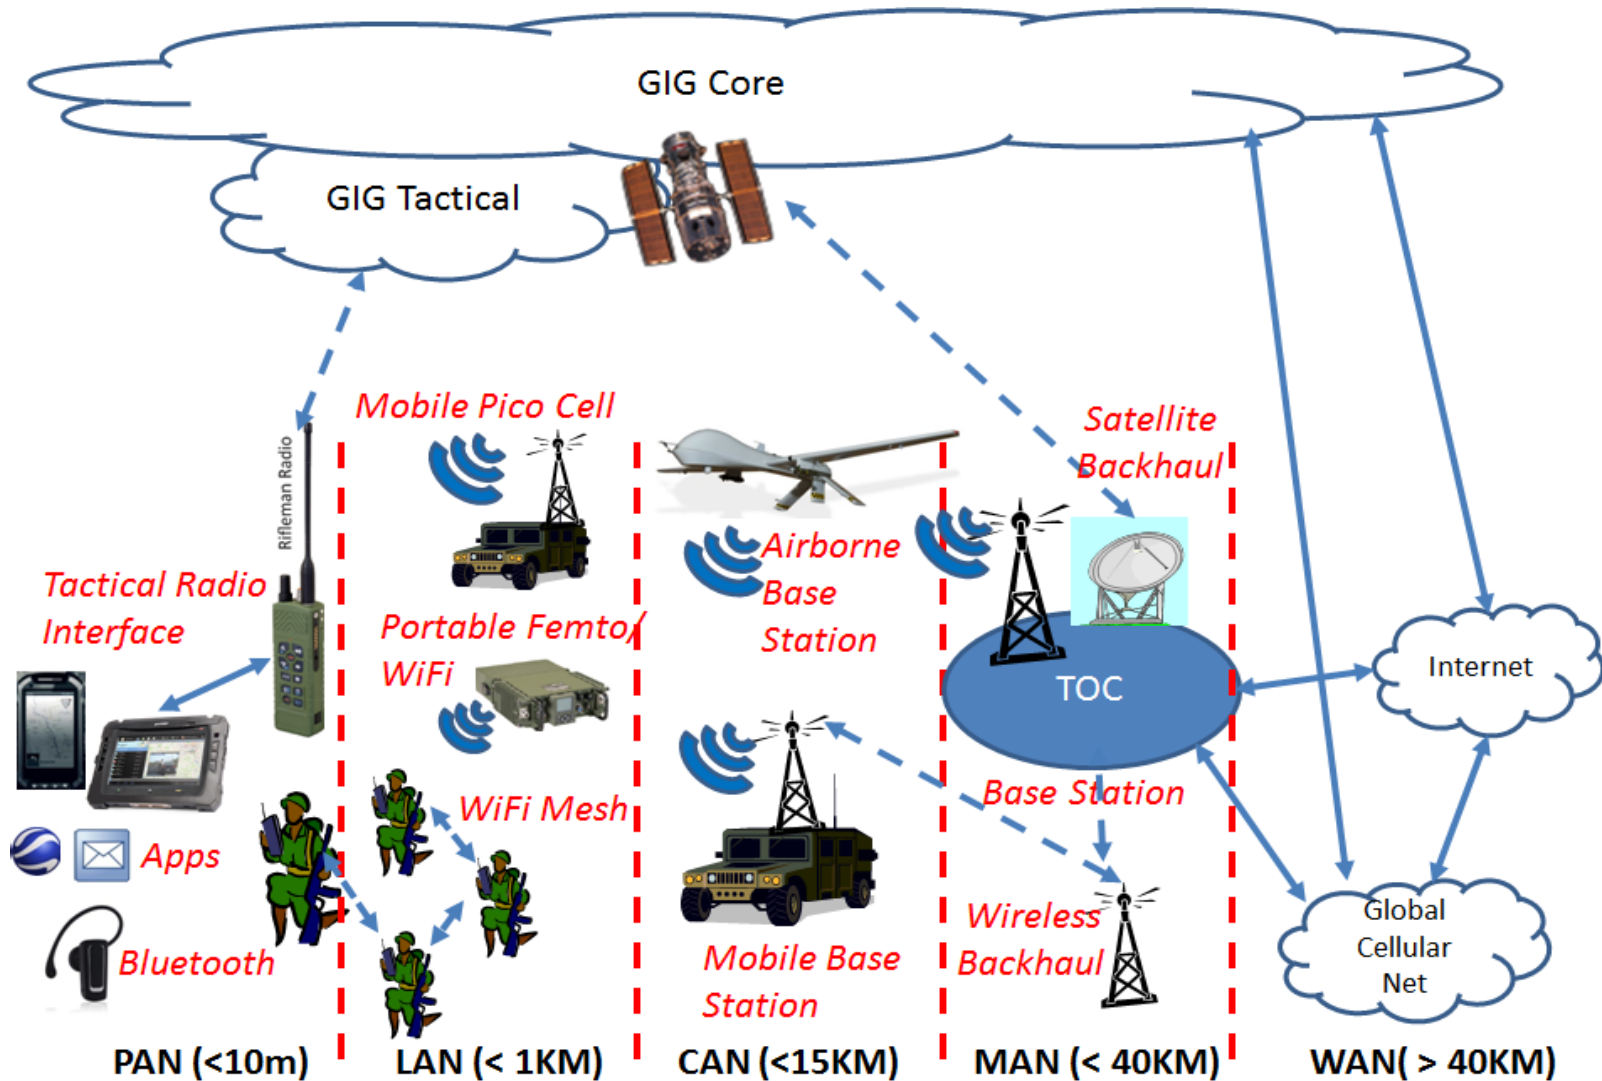 GIG Core
GIG Tactical
Mobile Pico Cell
Satellite
Backhaul
Rifleman Radio
Tactical Radio
Interface
Portable Femto/
WiFi
Airborne
Base
Station
TOC
Internet
Apps
WiFi Mesh
Base Station
Bluetooth
Mobile Base
Station
Wireless
Backhaul
Global
Cellular
Net
PAN (<10m)
LAN (< 1KM)
CAN (<15KM)
MAN (< 40KM)
WAN( > 40KM)